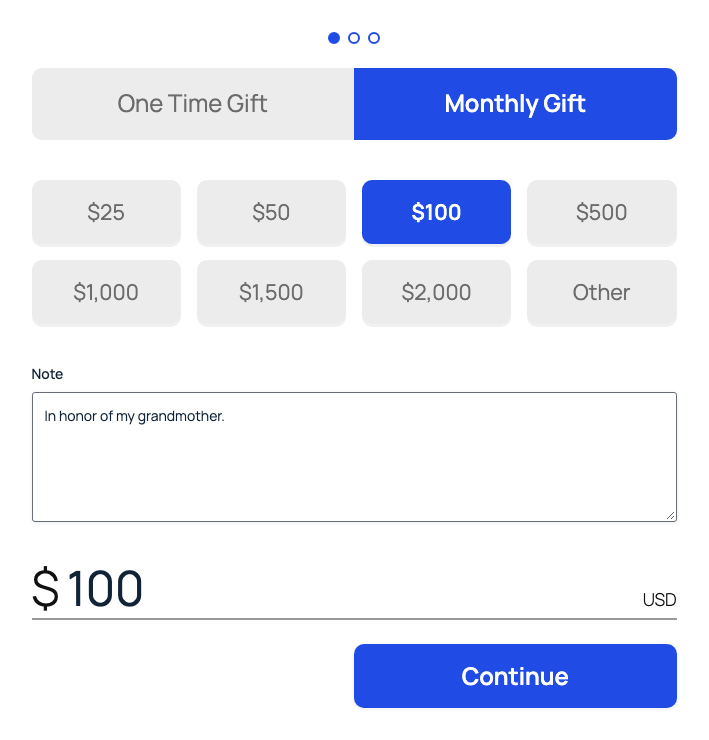 One Time Gift Monthly Gift
$25 $50 $100 $500
$1,000 $1,500 $2,000 Other
Note
In honor of my grandmother.
$ 100 USD
Continue